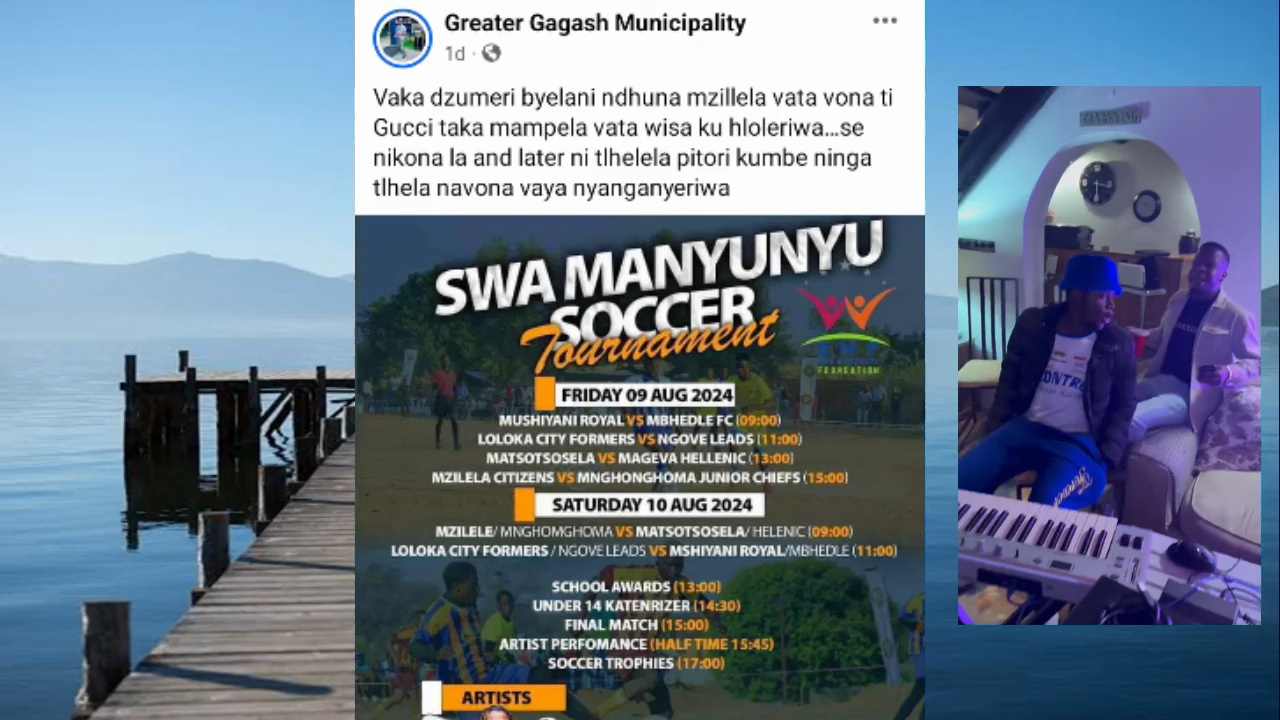 Greater Gagash Municipality
1d
Vaka dzumeri byelani ndhuna mzillela vata vona ti
Gucci taka mampela vata wisa ku hloleriwa...se
nikona la and later ni tlhelela pitori kumbe ninga
tlhela navona vaya nyanganyeriwa
SWA MANYUNYU
SOCCER
Tournament
FOUNDATION
FRIDAY 09 AUG 2024
MUSHIYANI ROYAL VS MBHEDLE FC (09:00)
LOLOKA CITY FORMERS VS NGOVE LEADS (11:00)
MATSOTSOSELA VS MAGEVA HELLENIC (13:00)
MZILELA CITIZENS VS MNGHONGHOMA JUNIOR CHIEFS (15:00)
SATURDAY 10 AUG 2024
MZILELE/ MNGHOMGHOMA VS MATSOTSOSELA/ HELENIC (09:00)
LOLOKA CITY FORMERS / NGOVE LEADS VS MSHIYANI ROYAL/MBHEDLE (11:00)
SCHOOL AWARDS (13:00)
UNDER 14 KATENRIZER (14:30)
FINAL MATCH (15:00)
ARTIST PERFOMANCE (HALF TIME 15:45)
SOCCER TROPHIES (17:00)
ARTISTS